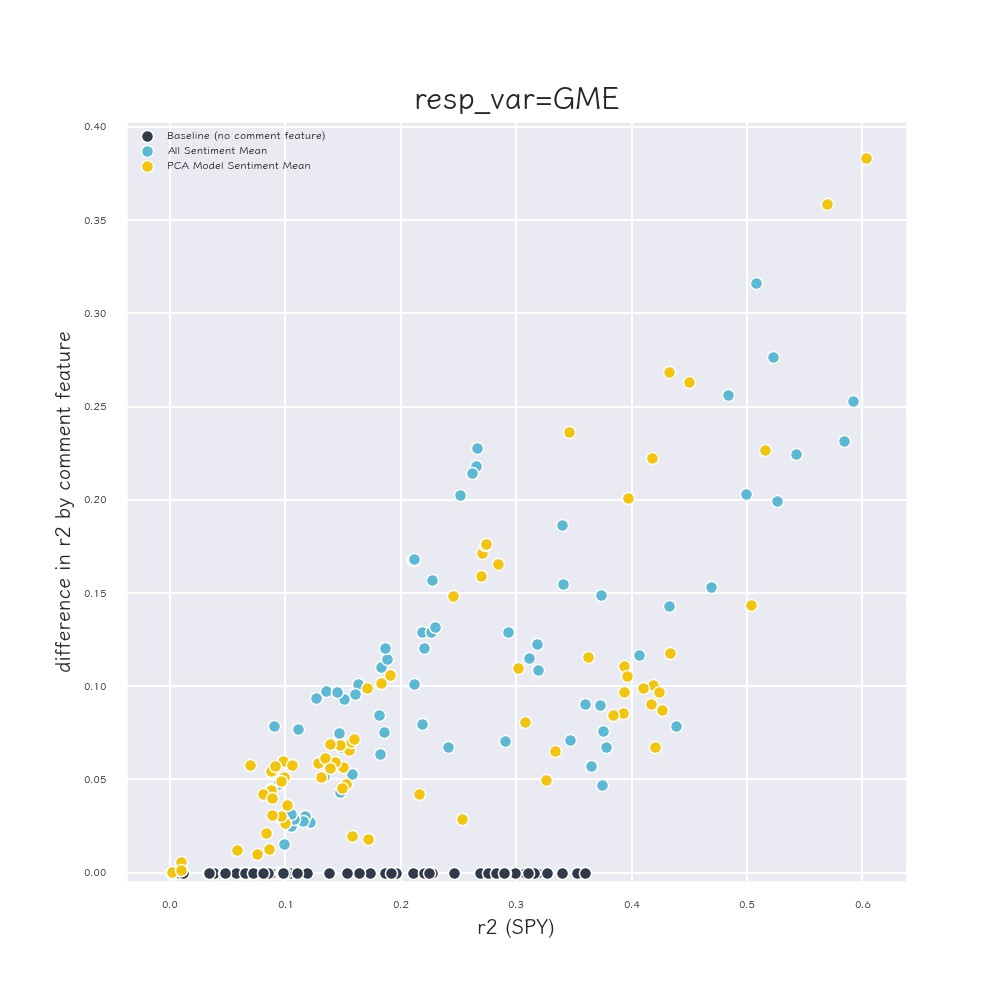 resp_var=GME
Baseline (no comment feature)
All Sentiment Mean
PCA Model Sentiment Mean
difference in r2 by comment feature
0.40
0.35
0.30
0.25
0.20
0.15
0.10
0.05
0.00
0.0 0.1 0.2 0.3 0.4 0.5 0.6
r2 (SPY)